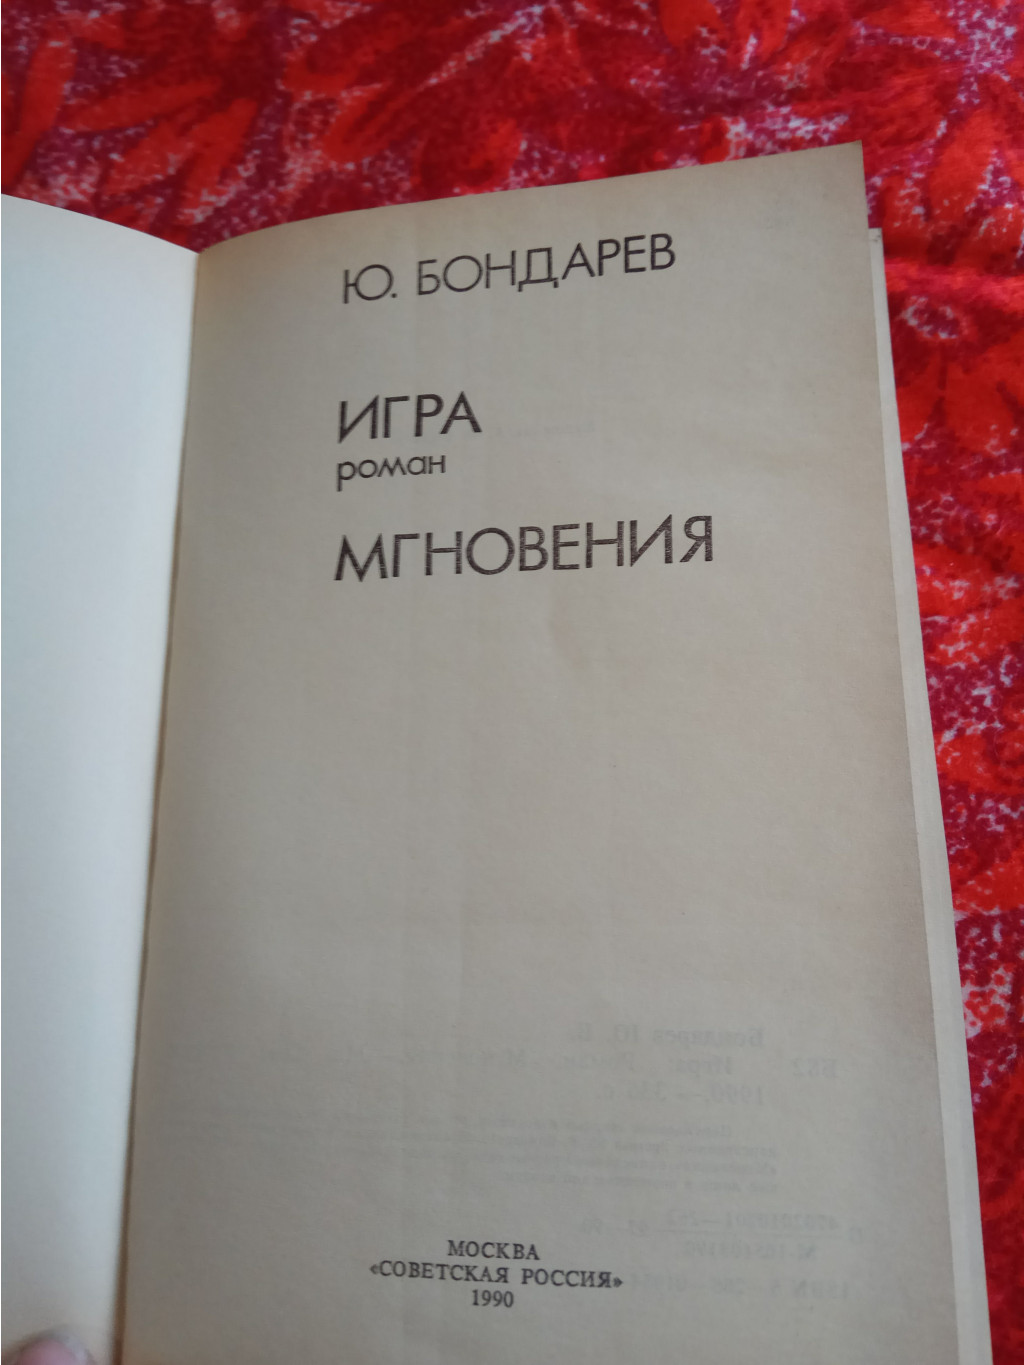 Ю. БОНДАРЕВ
ИГРА
роман
МГНОВЕНИЯ
МОСКВА
«СОВЕТСКАЯ РОССИЯ»
1990